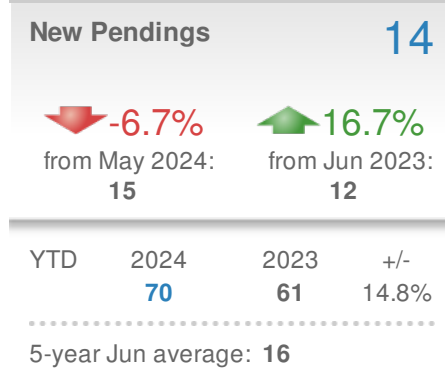 New Pendings 14
-6.7% 16.7%
from May 2024: from Jun 2023:
15 12
YTD 2024 2023 +/-
70 61 14.8%
5-year Jun average: 16